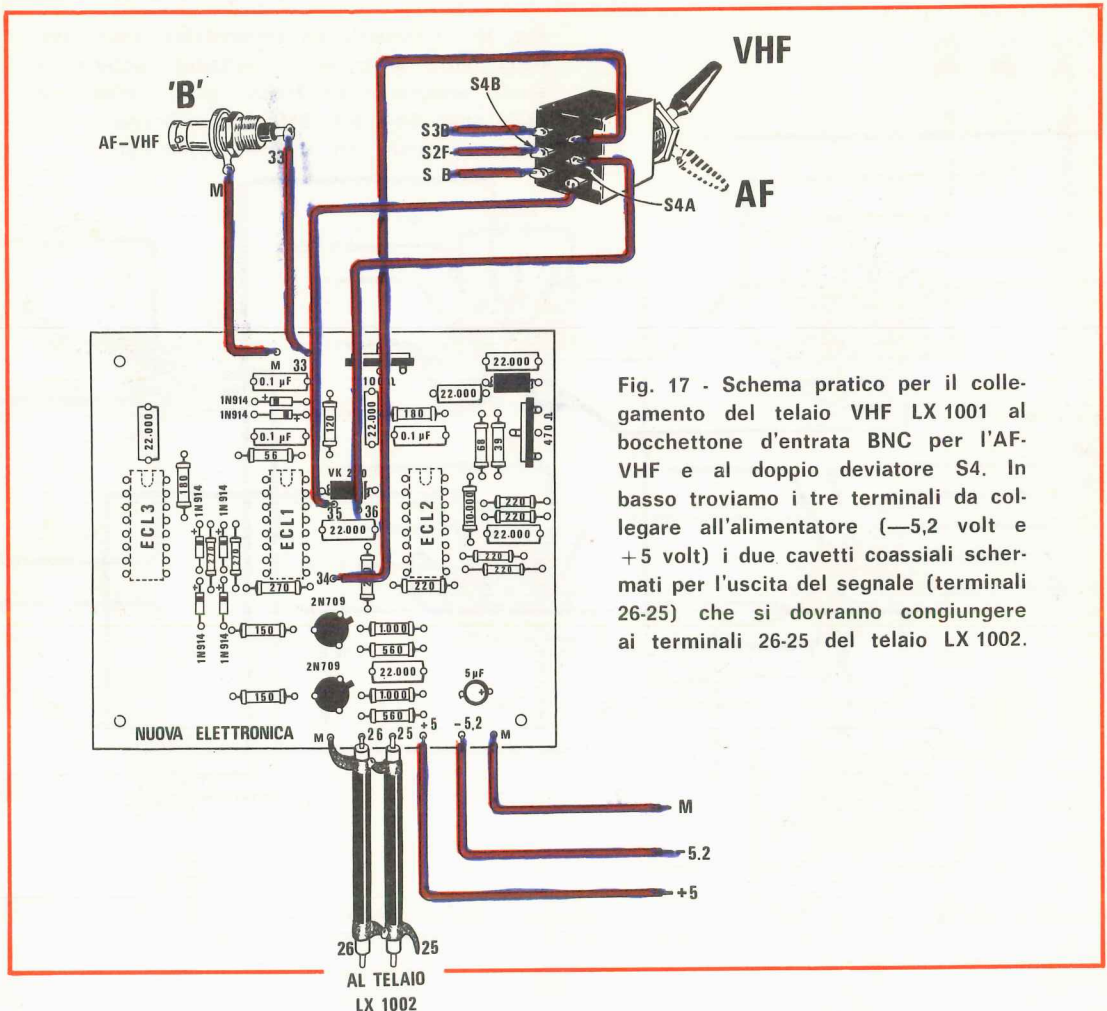 VHF
'B'
S4B
AF-VHF
33
S3B
S2F
S B
M
S4A
AF
M
33
22.000
0.1 µF
22.000
1N914
1N914
120
22.000
180
470 Ω
22.000
0.1 µF
0.1 µF
68
39
56
180
1N914
1N914
VK 200
35
36
10.000
220
220
22.000
ECL3
ECL1
22.000
ECL2
220
220
270
34
270
220
2N709
1N914
1N914
150
1.000
560
2N709
22.000
5 µF
150
1.000
560
NUOVA ELETTRONICA
M
26
25
+5
-5,2
M
M
-5.2
+5
26
25
AL TELAIO
LX 1002
Fig. 17 - Schema pratico per il colle-
gamento del telaio VHF LX 1001 al
bocchettone d'entrata BNC per l'AF-
VHF e al doppio deviatore S4. In
basso troviamo i tre terminali da col-
legare all'alimentatore (—5,2 volt e
+5 volt) i due cavetti coassiali scher-
mati per l'uscita del segnale (terminali
26-25) che si dovranno congiungere
ai terminali 26-25 del telaio LX 1002.